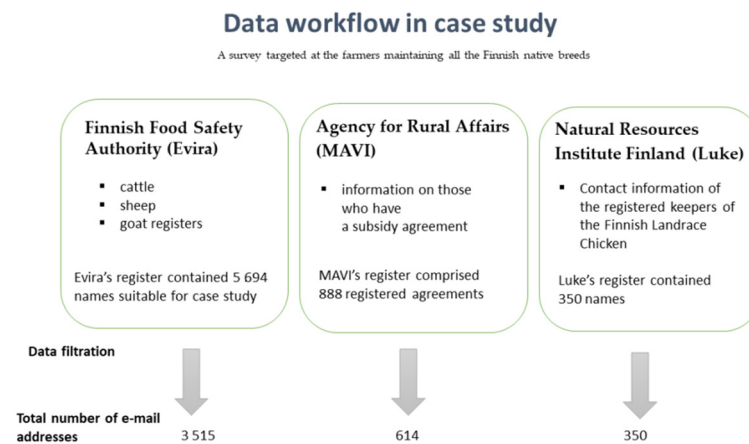 Data workflow in case study
A survey targeted at the farmers maintaining all the Finnish native breeds
Finnish Food Safety
Authority (Evira)
▪ cattle
▪ sheep
▪ goat registers
Evira's register contained 5 694
names suitable for case study
Agency for Rural Affairs
(MAVI)
▪ information on those
who have
a subsidy agreement
MAVI's register comprised
888 registered agreements
Natural Resources
Institute Finland (Luke)
▪ Contact information of
the registered keepers of
the Finnish Landrace
Chicken
Luke's register contained
350 names
Data filtration
Total number of e-mail
addresses
3 515
614
350